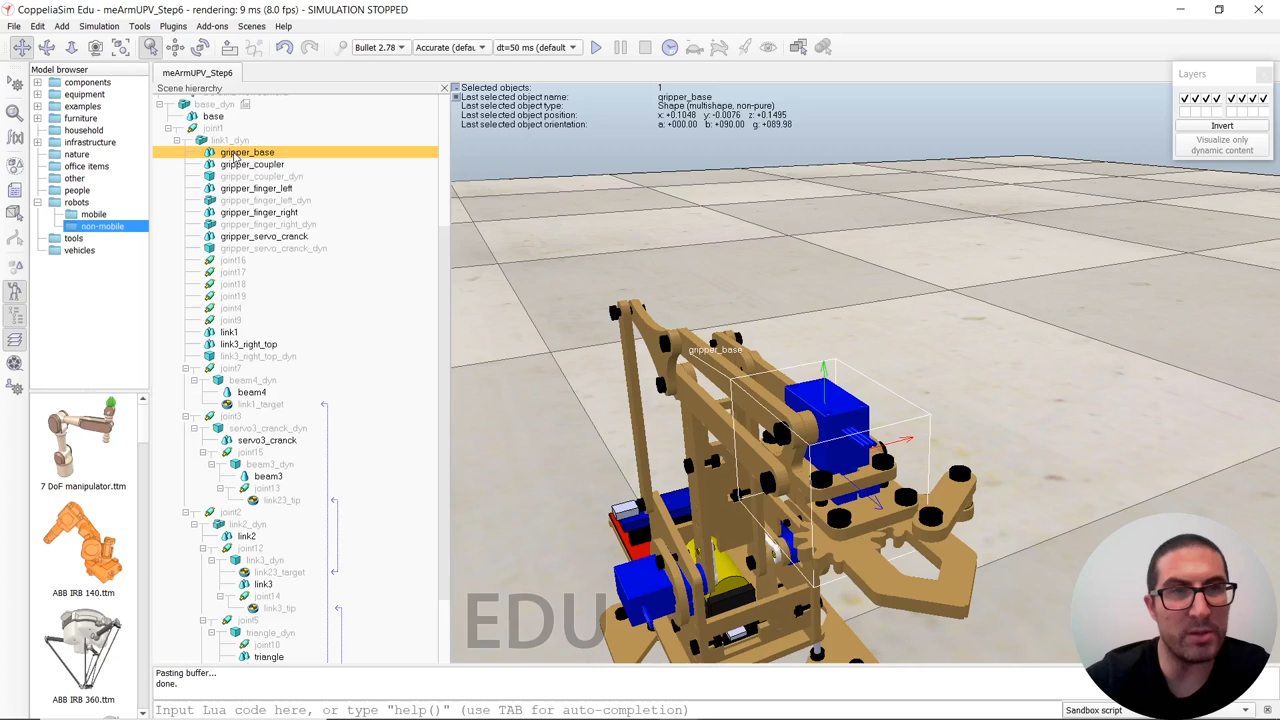 CoppeliaSim Edu - meArmUPV_Step6 - rendering: 9 ms (8.0 fps) - SIMULATION STOPPED
File Edit Add Simulation Tools Plugins Add-ons Scenes Help
Bullet 2.78 Accurate (defau dt=50 ms (default)
Model browser
components
equipment
examples
furniture
household
infrastructure
nature
office items
other
people
robots
mobile
non-mobile
tools
vehicles
7 DoF manipulator.ttm
ABB IRB 140.ttm
ABB IRB 360.ttm
meArmUPV_Step6
Scene hierarchy
base_dyn
base
joint1
link1_dyn
gripper_base
gripper_coupler
gripper_coupler_dyn
gripper_finger_left
gripper_finger_left_dyn
gripper_finger_right
gripper_finger_right_dyn
gripper_servo_cranck
gripper_servo_cranck_dyn
joint16
joint17
joint18
joint19
joint4
joint9
link1
link3_right_top
link3_right_top_dyn
joint7
beam4_dyn
beam4
link1_target
joint3
servo3_cranck_dyn
servo3_cranck
joint15
beam3_dyn
beam3
joint13
link23_tip
joint2
link2_dyn
link2
joint12
link3_dyn
link23_target
link3
joint14
link3_tip
joint5
triangle_dyn
joint10
triangle
Selected objects: 1
Last selected object name: gripper_base
Last selected object type: Shape (multishape, non-pure)
Last selected object position: x: +0.1048 y: -0.0076 z: +0.1495
Last selected object orientation: a: +000.00 b: +090.00 g: +089.98
gripper_base
EDU
Layers
Invert
Visualize only
dynamic content
Pasting buffer...
done.
Input Lua code here, or type "help()" (use TAB for auto-completion)
Sandbox script